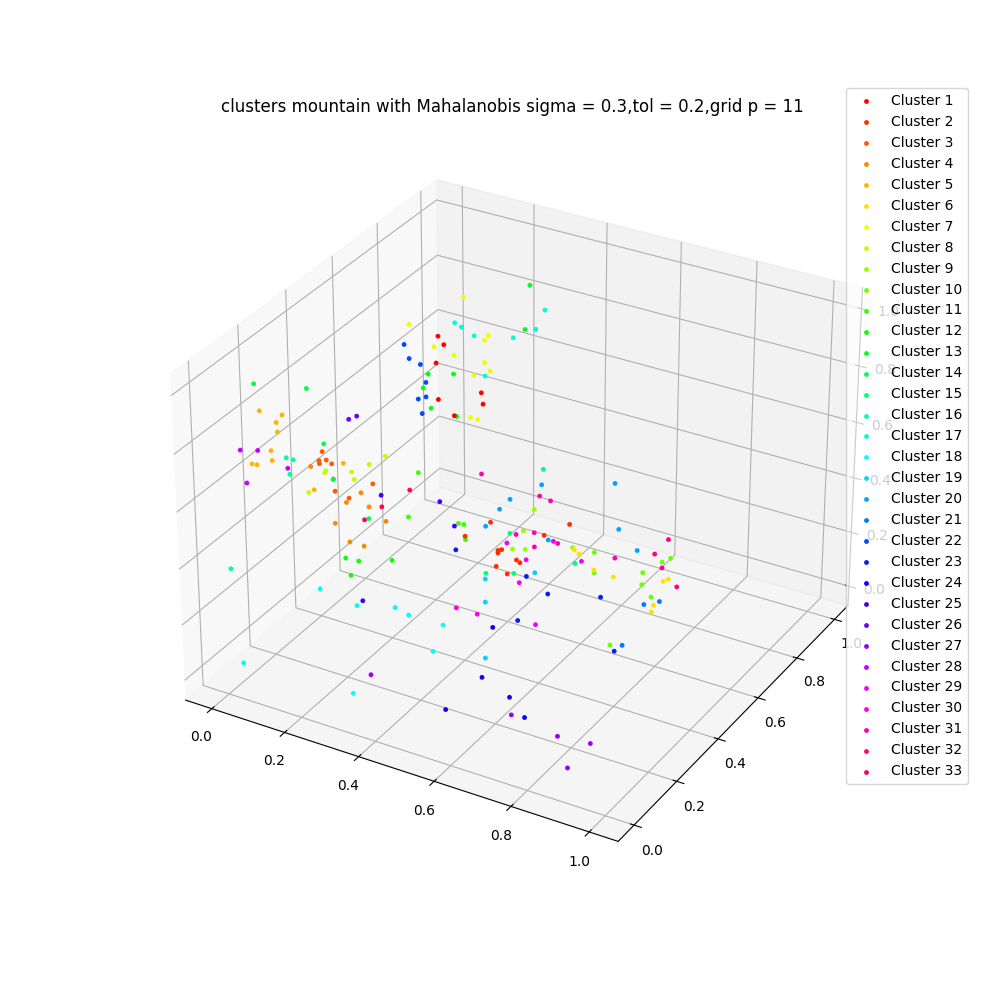 clusters mountain with Mahalanobis sigma = 0.3,tol = 0.2,grid p = 11
Cluster 1
Cluster 2
Cluster 3
Cluster 4
Cluster 5
Cluster 6
Cluster 7
Cluster 8
Cluster 9
Cluster 10
Cluster 11
Cluster 12
Cluster 13
Cluster 14
Cluster 15
Cluster 16
Cluster 17
Cluster 18
Cluster 19
Cluster 20
Cluster 21
Cluster 22
Cluster 23
Cluster 24
Cluster 25
Cluster 26
Cluster 27
Cluster 28
Cluster 29
Cluster 30
Cluster 31
Cluster 32
Cluster 33
0.0
0.2
0.4
0.6
0.8
1.0
0.0
0.2
0.4
0.6
0.8
1.0
0.0
0.2
0.4
0.6
0.8
1.0